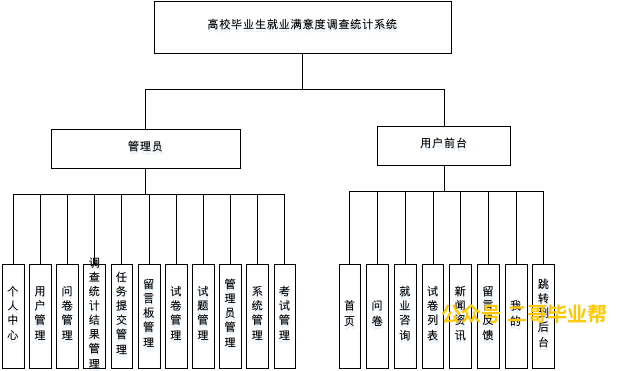 高校毕业生就业满意度调查统计系统
管理员
用户前台
个人中心
用户管理
问卷管理
调查统计结果管理
任务提交管理
留言板管理
试卷管理
试题管理
管理员管理
系统管理
考试管理
首页
问卷
就业咨询
试卷列表
新闻资讯
留言反馈
我的
跳转到后台
公众号 二哥毕业帮